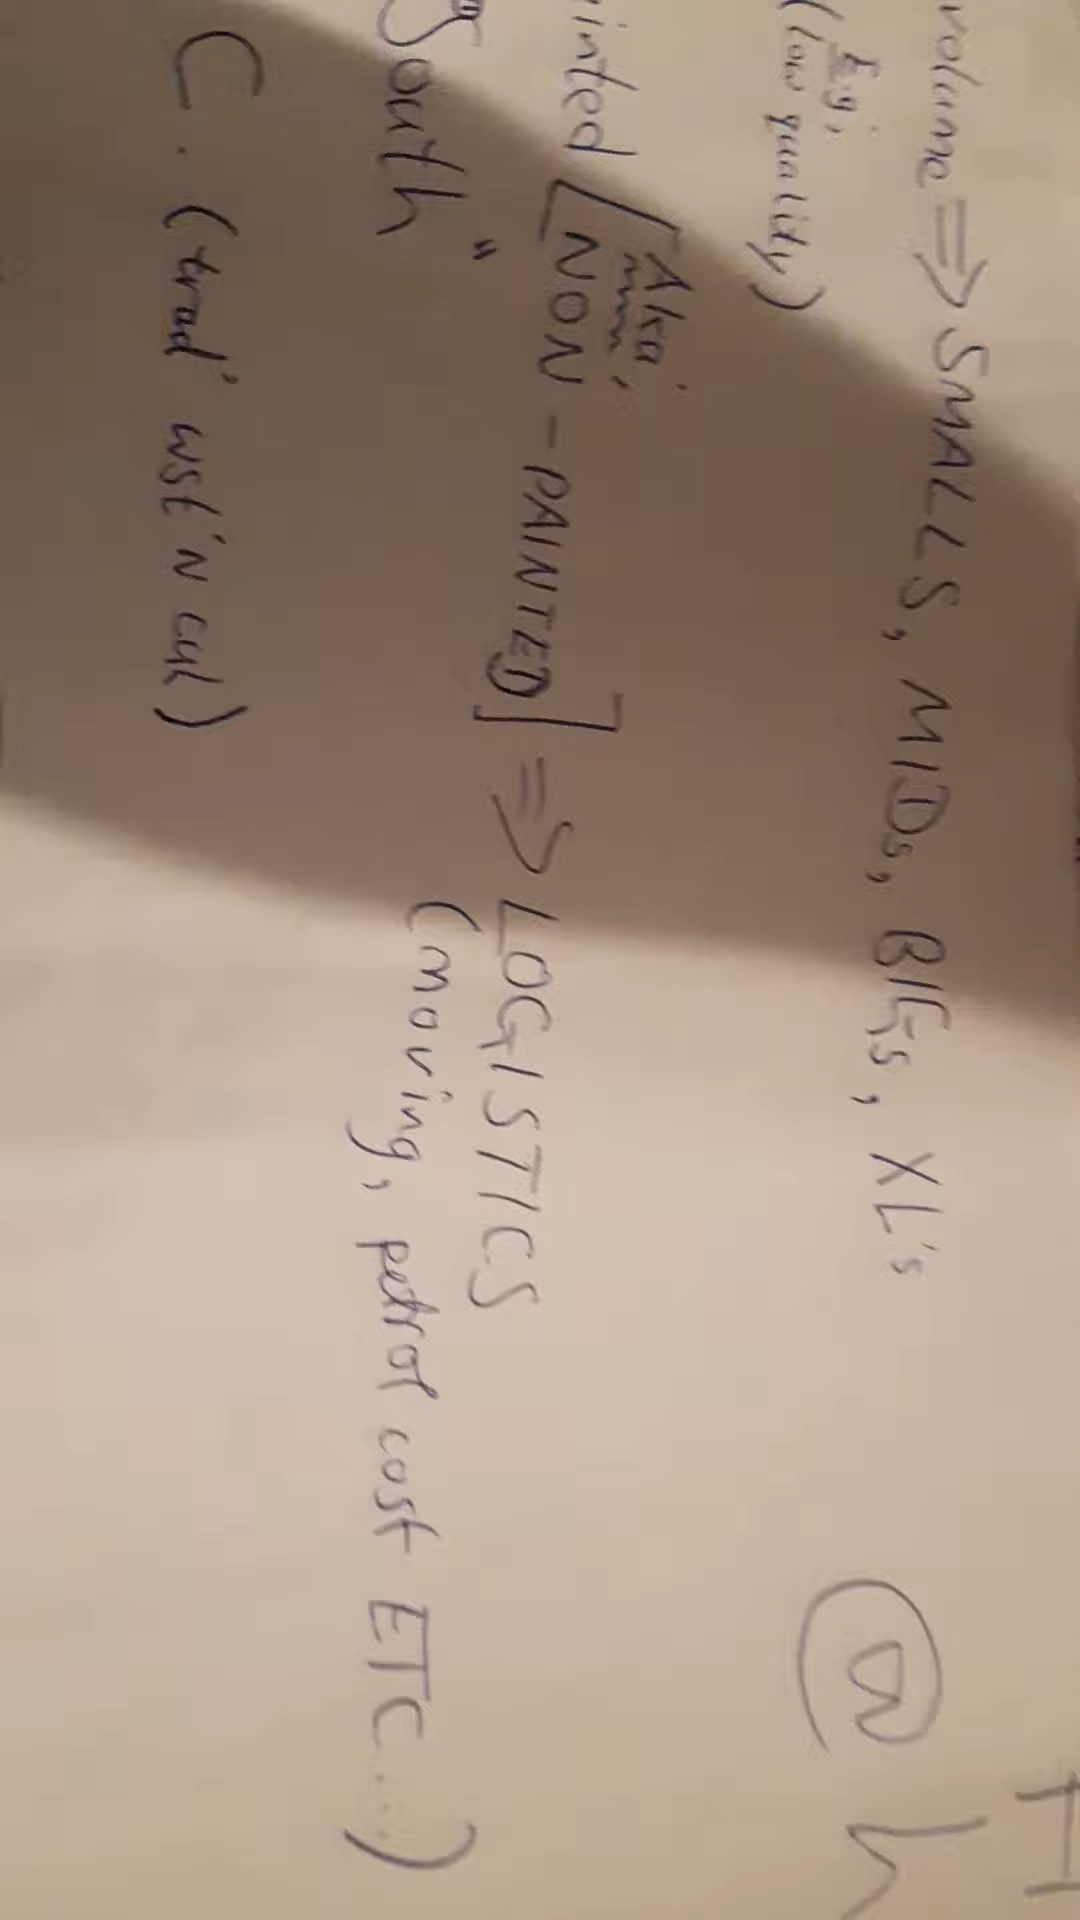 volume ⇒ SMALLS, MIDs, BIGs, XL's
Eg;
(low quality)
@
Also;
inted [NON-PAINTED] ⇒ LOGISTICS
(moving, petrol cost ETC...)
South"
C. (trad' wst'n cul)